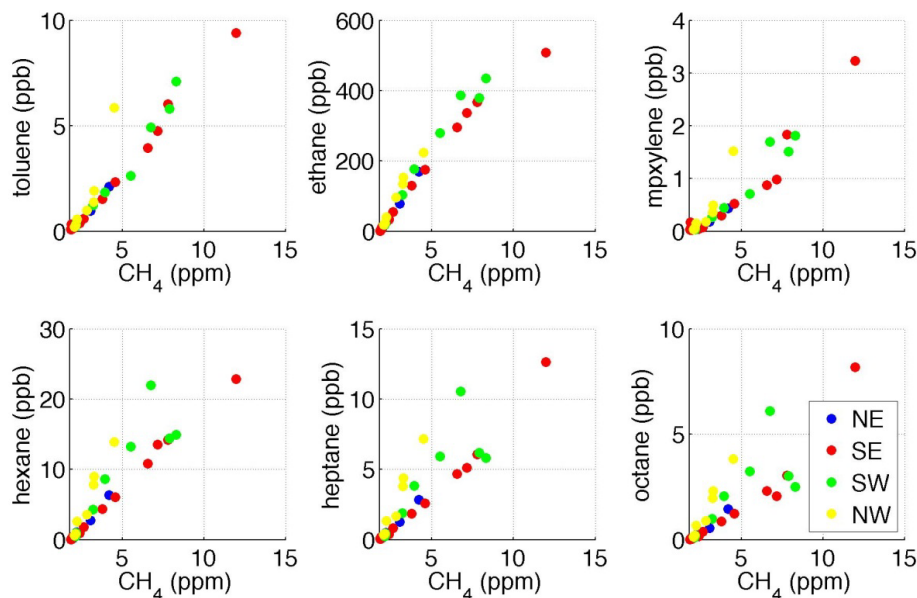 10
5
0
toluene (ppb)
5 10 15
CH4 (ppm)
600
400
200
0
ethane (ppb)
5 10 15
CH4 (ppm)
4
3
2
1
0
mpxylene (ppb)
5 10 15
CH4 (ppm)
30
20
10
0
hexane (ppb)
5 10 15
CH4 (ppm)
15
10
5
0
heptane (ppb)
5 10 15
CH4 (ppm)
10
5
0
octane (ppb)
5 10 15
CH4 (ppm)
NE
SE
SW
NW